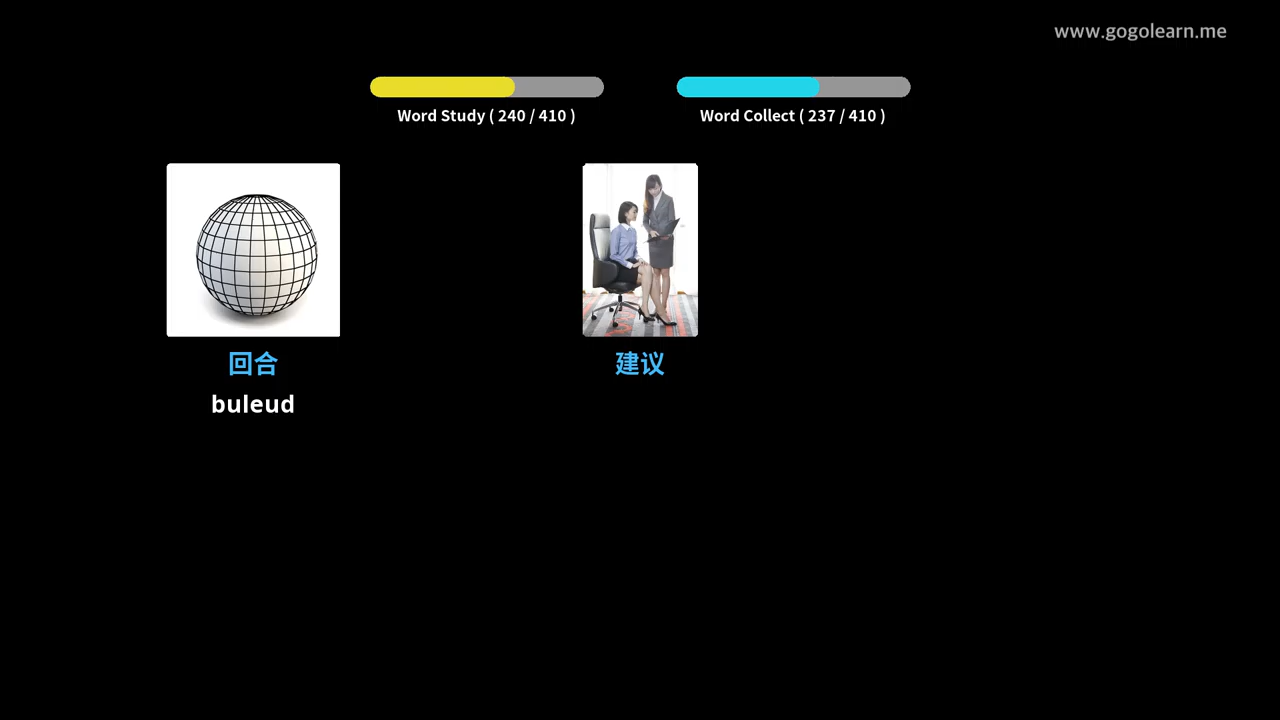 www.gogolearn.me
Word Study ( 240 / 410 )
Word Collect ( 237 / 410 )
回合
buleud
建议